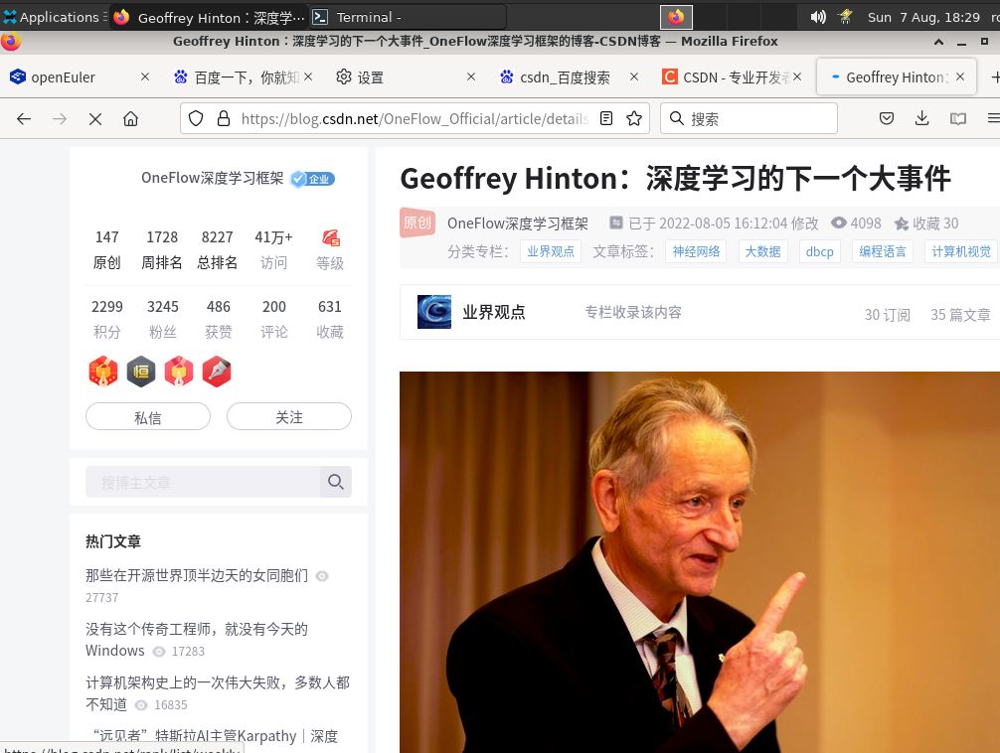 Applications
Geoffrey Hinton：深度学⋯
Terminal -
Sun 7 Aug, 18:29
Geoffrey Hinton：深度学习的下一个大事件_OneFlow深度学习框架的博客-CSDN博客 — Mozilla Firefox
openEuler
百度一下，你就知
设置
csdn_百度搜索
CSDN - 专业开发者
Geoffrey Hinton：
https://blog.csdn.net/OneFlow_Official/article/details
搜索
OneFlow深度学习框架 企业
147 1728 8227 41万+
原创 周排名 总排名 访问 等级
2299 3245 486 200 631
积分 粉丝 获赞 评论 收藏
私信 关注
搜博主文章
热门文章
那些在开源世界顶半边天的女同胞们
27737
没有这个传奇工程师，就没有今天的
Windows 17283
计算机架构史上的一次伟大失败，多数人都
不知道 16835
“远见者”特斯拉AI主管Karpathy｜深度
https://blog.csdn.net/rank/list/weekly
Geoffrey Hinton：深度学习的下一个大事件
原创 OneFlow深度学习框架 已于 2022-08-05 16:12:04 修改 4098 收藏 30
分类专栏： 业界观点 文章标签： 神经网络 大数据 dbcp 编程语言 计算机视觉
业界观点 专栏收录该内容 30 订阅 35 篇文章